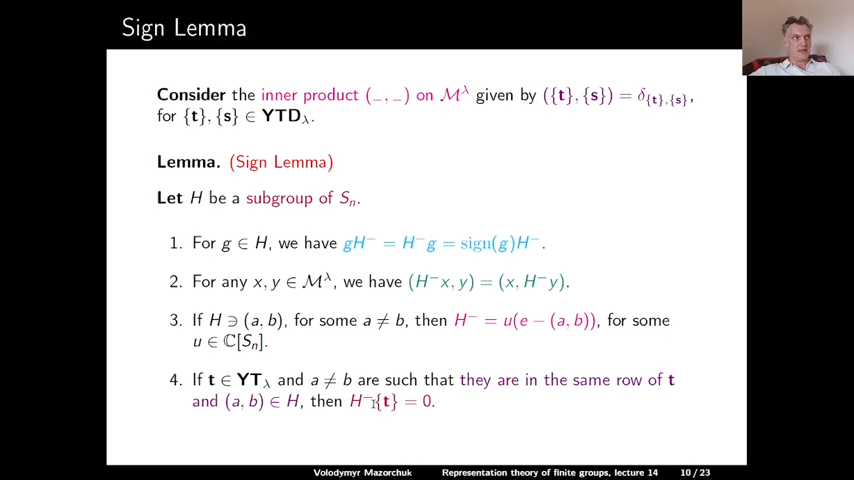 Sign Lemma
Consider the inner product (_, _) on ℳ^λ given by ({t}, {s}) = δ_{{t},{s}},
for {t}, {s} ∈ YTD_λ.
Lemma. (Sign Lemma)
Let H be a subgroup of S_n.
1. For g ∈ H, we have gH⁻ = H⁻g = sign(g)H⁻.
2. For any x, y ∈ ℳ^λ, we have (H⁻x, y) = (x, H⁻y).
3. If H ∋ (a, b), for some a ≠ b, then H⁻ = u(e − (a, b)), for some
u ∈ ℂ[S_n].
4. If t ∈ YT_λ and a ≠ b are such that they are in the same row of t
and (a, b) ∈ H, then H⁻{t} = 0.
Volodymyr Mazorchuk Representation theory of finite groups, lecture 14 10 / 23